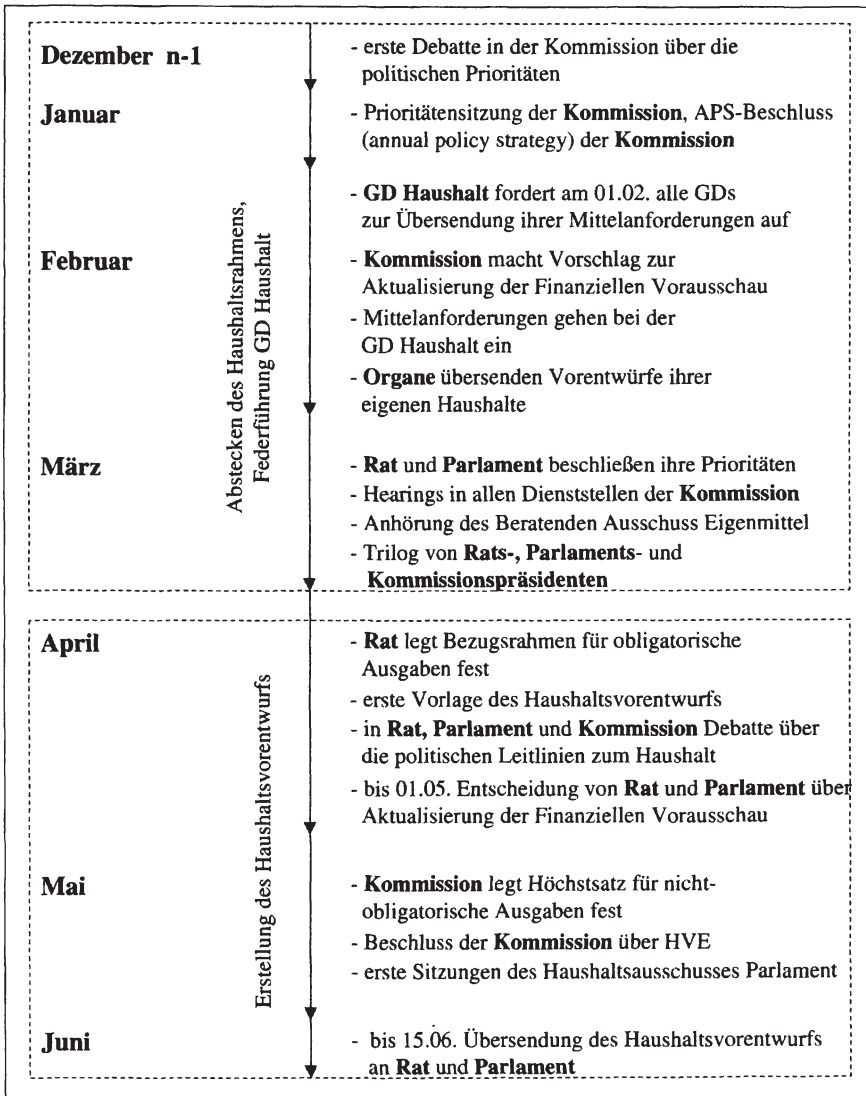 Dezember n-1
- erste Debatte in der Kommission über die
politischen Prioritäten
Januar
- Prioritätensitzung der Kommission, APS-Beschluss
(annual policy strategy) der Kommission
Abstecken des Haushaltsrahmens,
Federführung GD Haushalt
- GD Haushalt fordert am 01.02. alle GDs
zur Übersendung ihrer Mittelanforderungen auf
Februar
- Kommission macht Vorschlag zur
Aktualisierung der Finanziellen Vorausschau
- Mittelanforderungen gehen bei der
GD Haushalt ein
- Organe übersenden Vorentwürfe ihrer
eigenen Haushalte
März
- Rat und Parlament beschließen ihre Prioritäten
- Hearings in allen Dienststellen der Kommission
- Anhörung des Beratenden Ausschuss Eigenmittel
- Trilog von Rats-, Parlaments- und
Kommissionspräsidenten
April
- Rat legt Bezugsrahmen für obligatorische
Ausgaben fest
- erste Vorlage des Haushaltsvorentwurfs
- in Rat, Parlament und Kommission Debatte über
die politischen Leitlinien zum Haushalt
- bis 01.05. Entscheidung von Rat und Parlament über
Aktualisierung der Finanziellen Vorausschau
Erstellung des Haushaltsvorentwurfs
Mai
- Kommission legt Höchstsatz für nicht-
obligatorische Ausgaben fest
- Beschluss der Kommission über HVE
- erste Sitzungen des Haushaltsausschusses Parlament
Juni
- bis 15.06. Übersendung des Haushaltsvorentwurfs
an Rat und Parlament